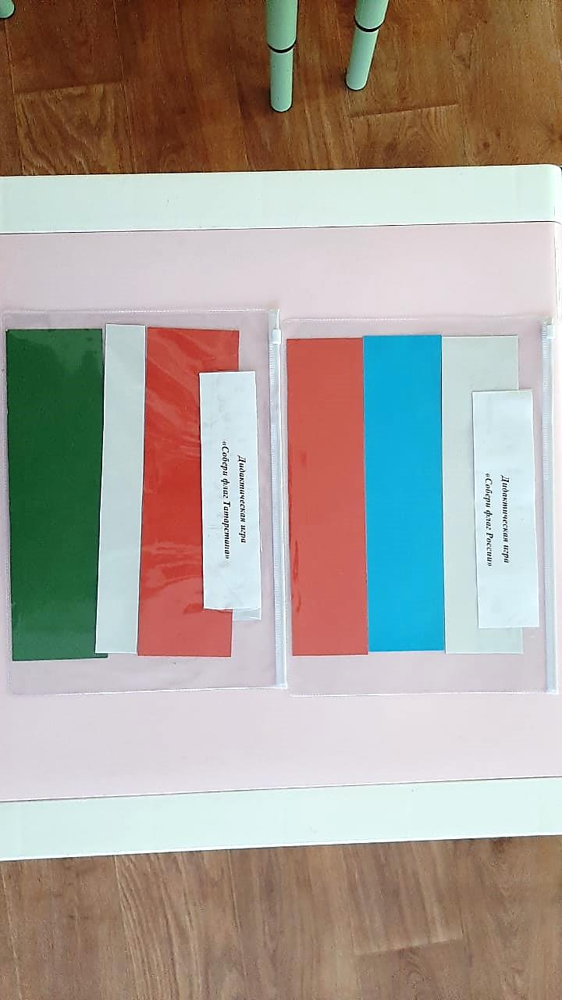 Дидактическая игра
«Собери флаг Татарстана»
Дидактическая игра
«Собери флаг России»